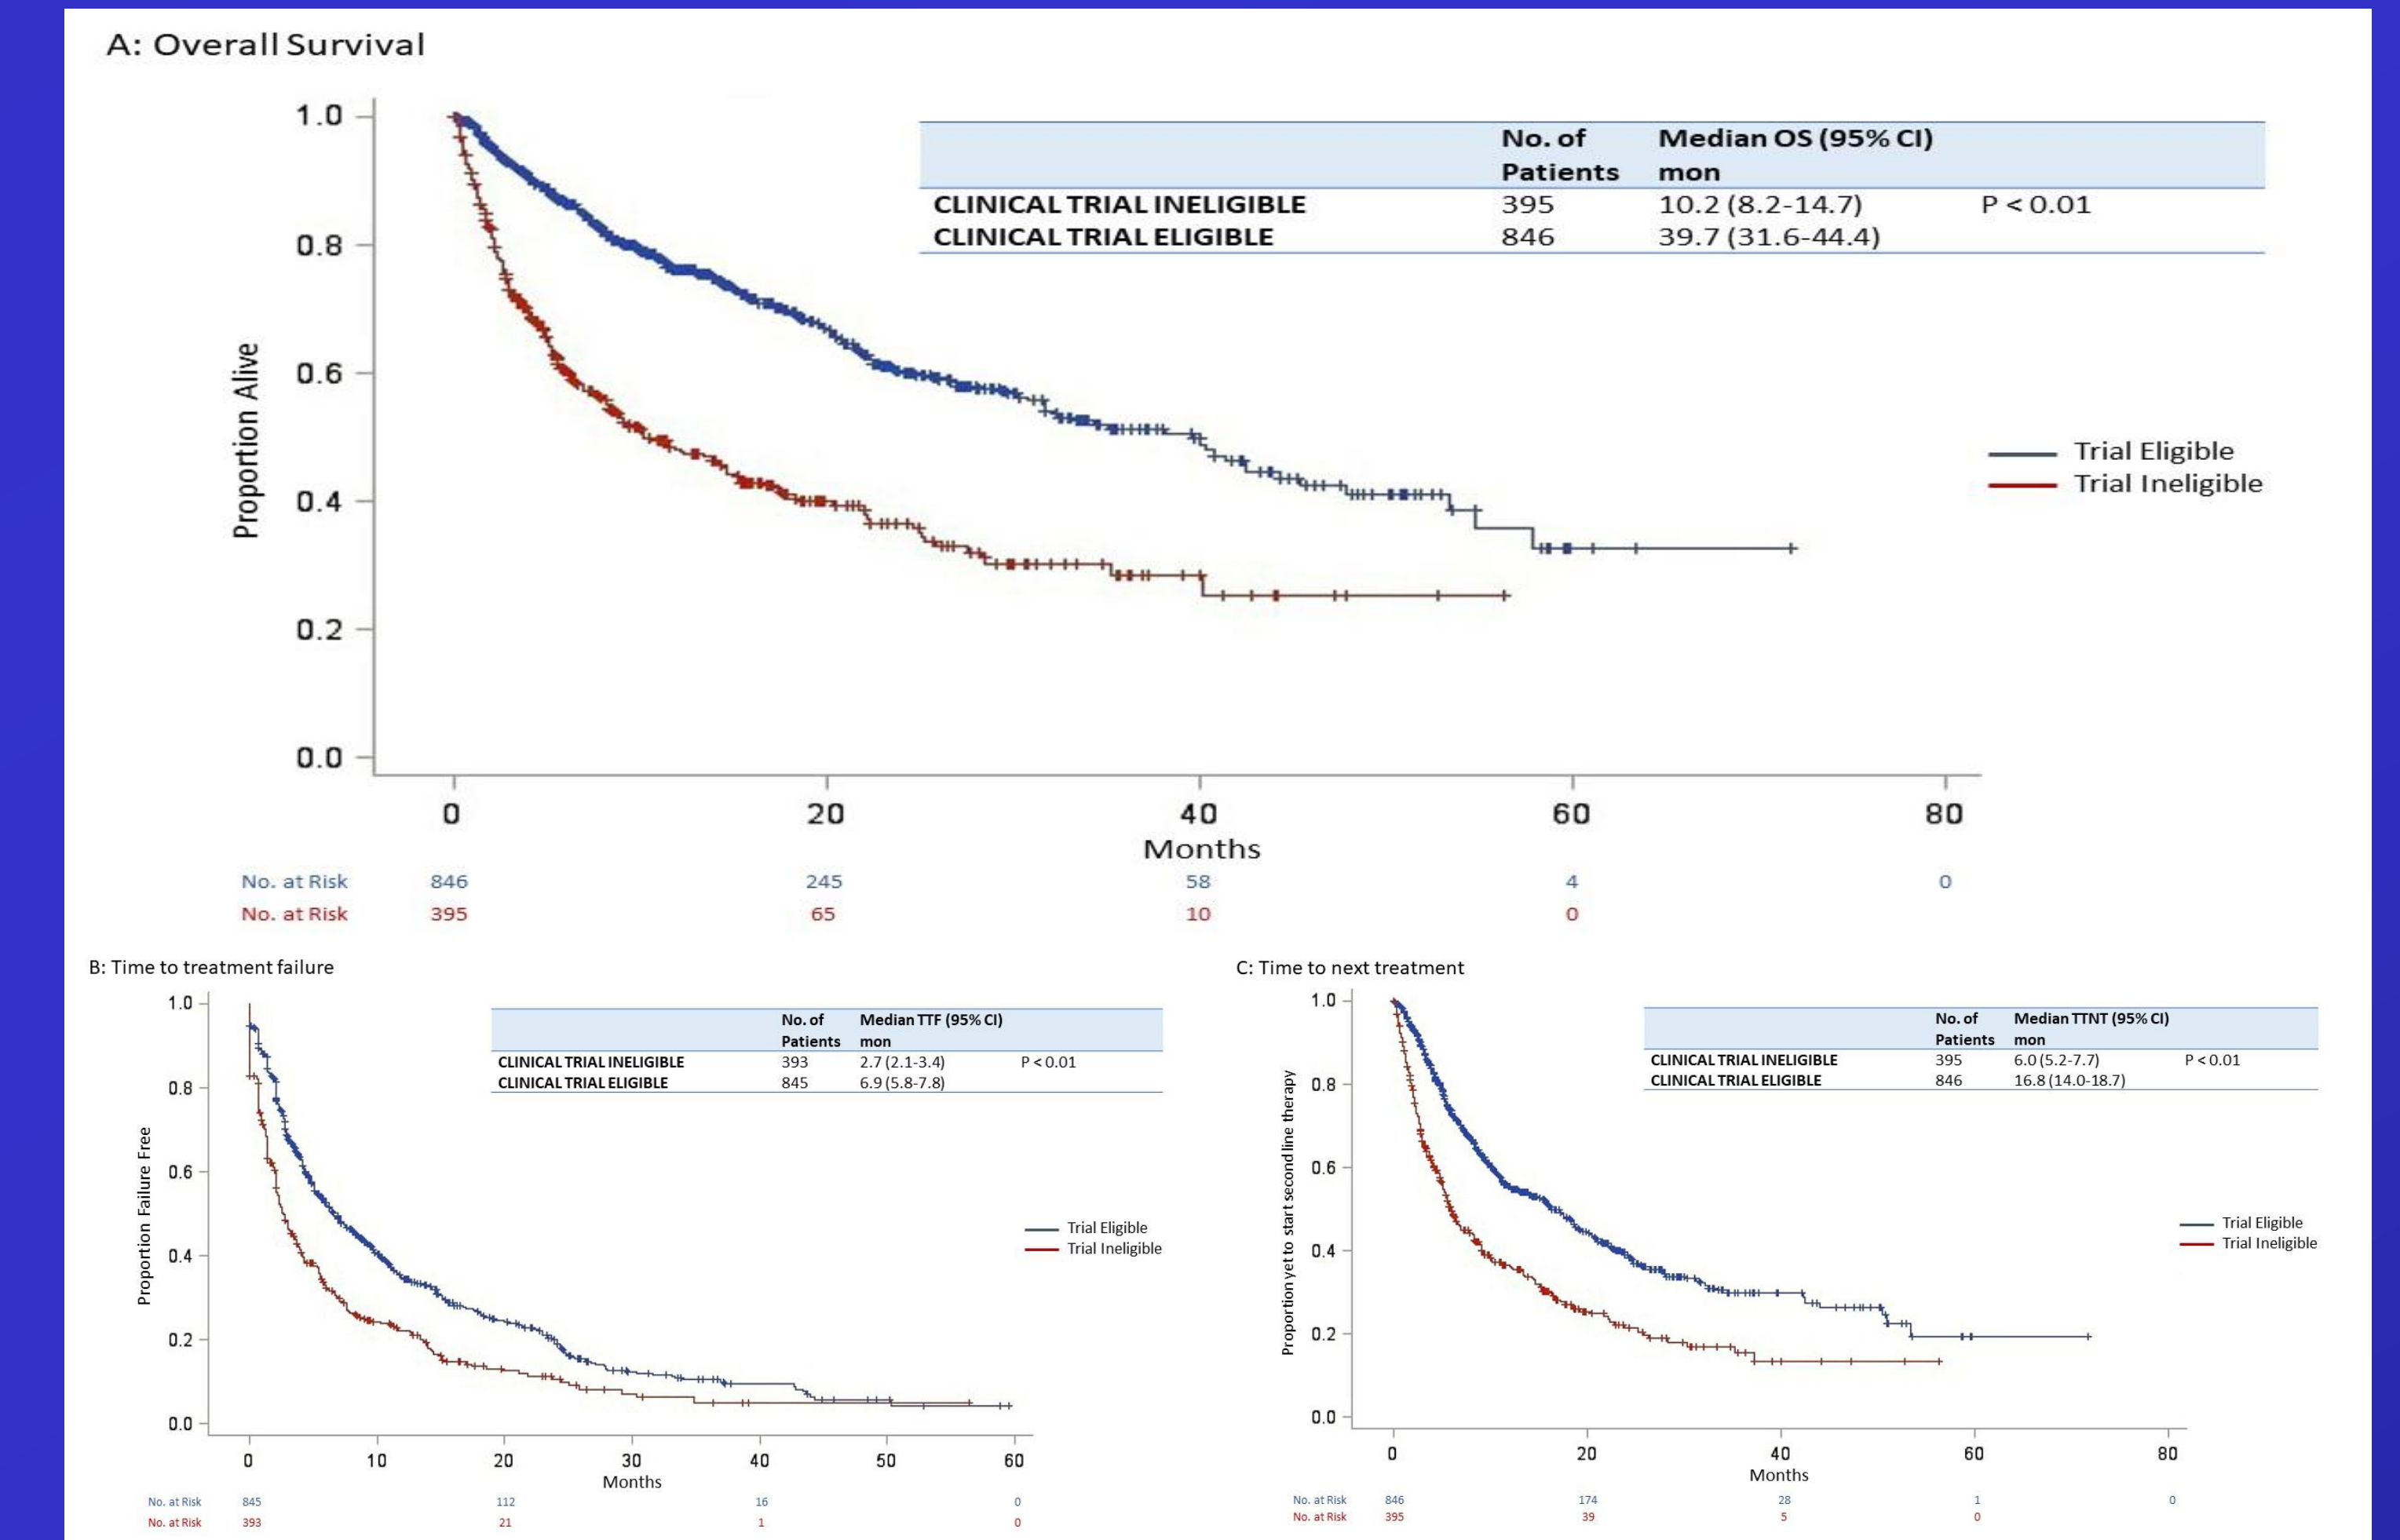 A: Overall Survival
No. of Patients Median OS (95% CI) mon
CLINICAL TRIAL INELIGIBLE 395 10.2 (8.2-14.7) P < 0.01
CLINICAL TRIAL ELIGIBLE 846 39.7 (31.6-44.4)
Proportion Alive
1.0
0.8
0.6
0.4
0.2
0.0
Trial Eligible
Trial Ineligible
0 20 40 60 80
Months
No. at Risk 846 245 58 4 0
No. at Risk 395 65 10 0
B: Time to treatment failure
No. of Patients Median TTF (95% CI) mon
CLINICAL TRIAL INELIGIBLE 393 2.7 (2.1-3.4) P < 0.01
CLINICAL TRIAL ELIGIBLE 845 6.9 (5.8-7.8)
Proportion Failure Free
1.0
0.8
0.6
0.4
0.2
0.0
Trial Eligible
Trial Ineligible
0 10 20 30 40 50 60
Months
No. at Risk 845 112 16 0
No. at Risk 393 21 1 0
C: Time to next treatment
No. of Patients Median TTNT (95% CI) mon
CLINICAL TRIAL INELIGIBLE 395 6.0 (5.2-7.7) P < 0.01
CLINICAL TRIAL ELIGIBLE 846 16.8 (14.0-18.7)
Proportion yet to start second line therapy
1.0
0.8
0.6
0.4
0.2
0.0
Trial Eligible
Trial Ineligible
0 20 40 60 80
Months
No. at Risk 846 174 28 1 0
No. at Risk 395 39 5 0